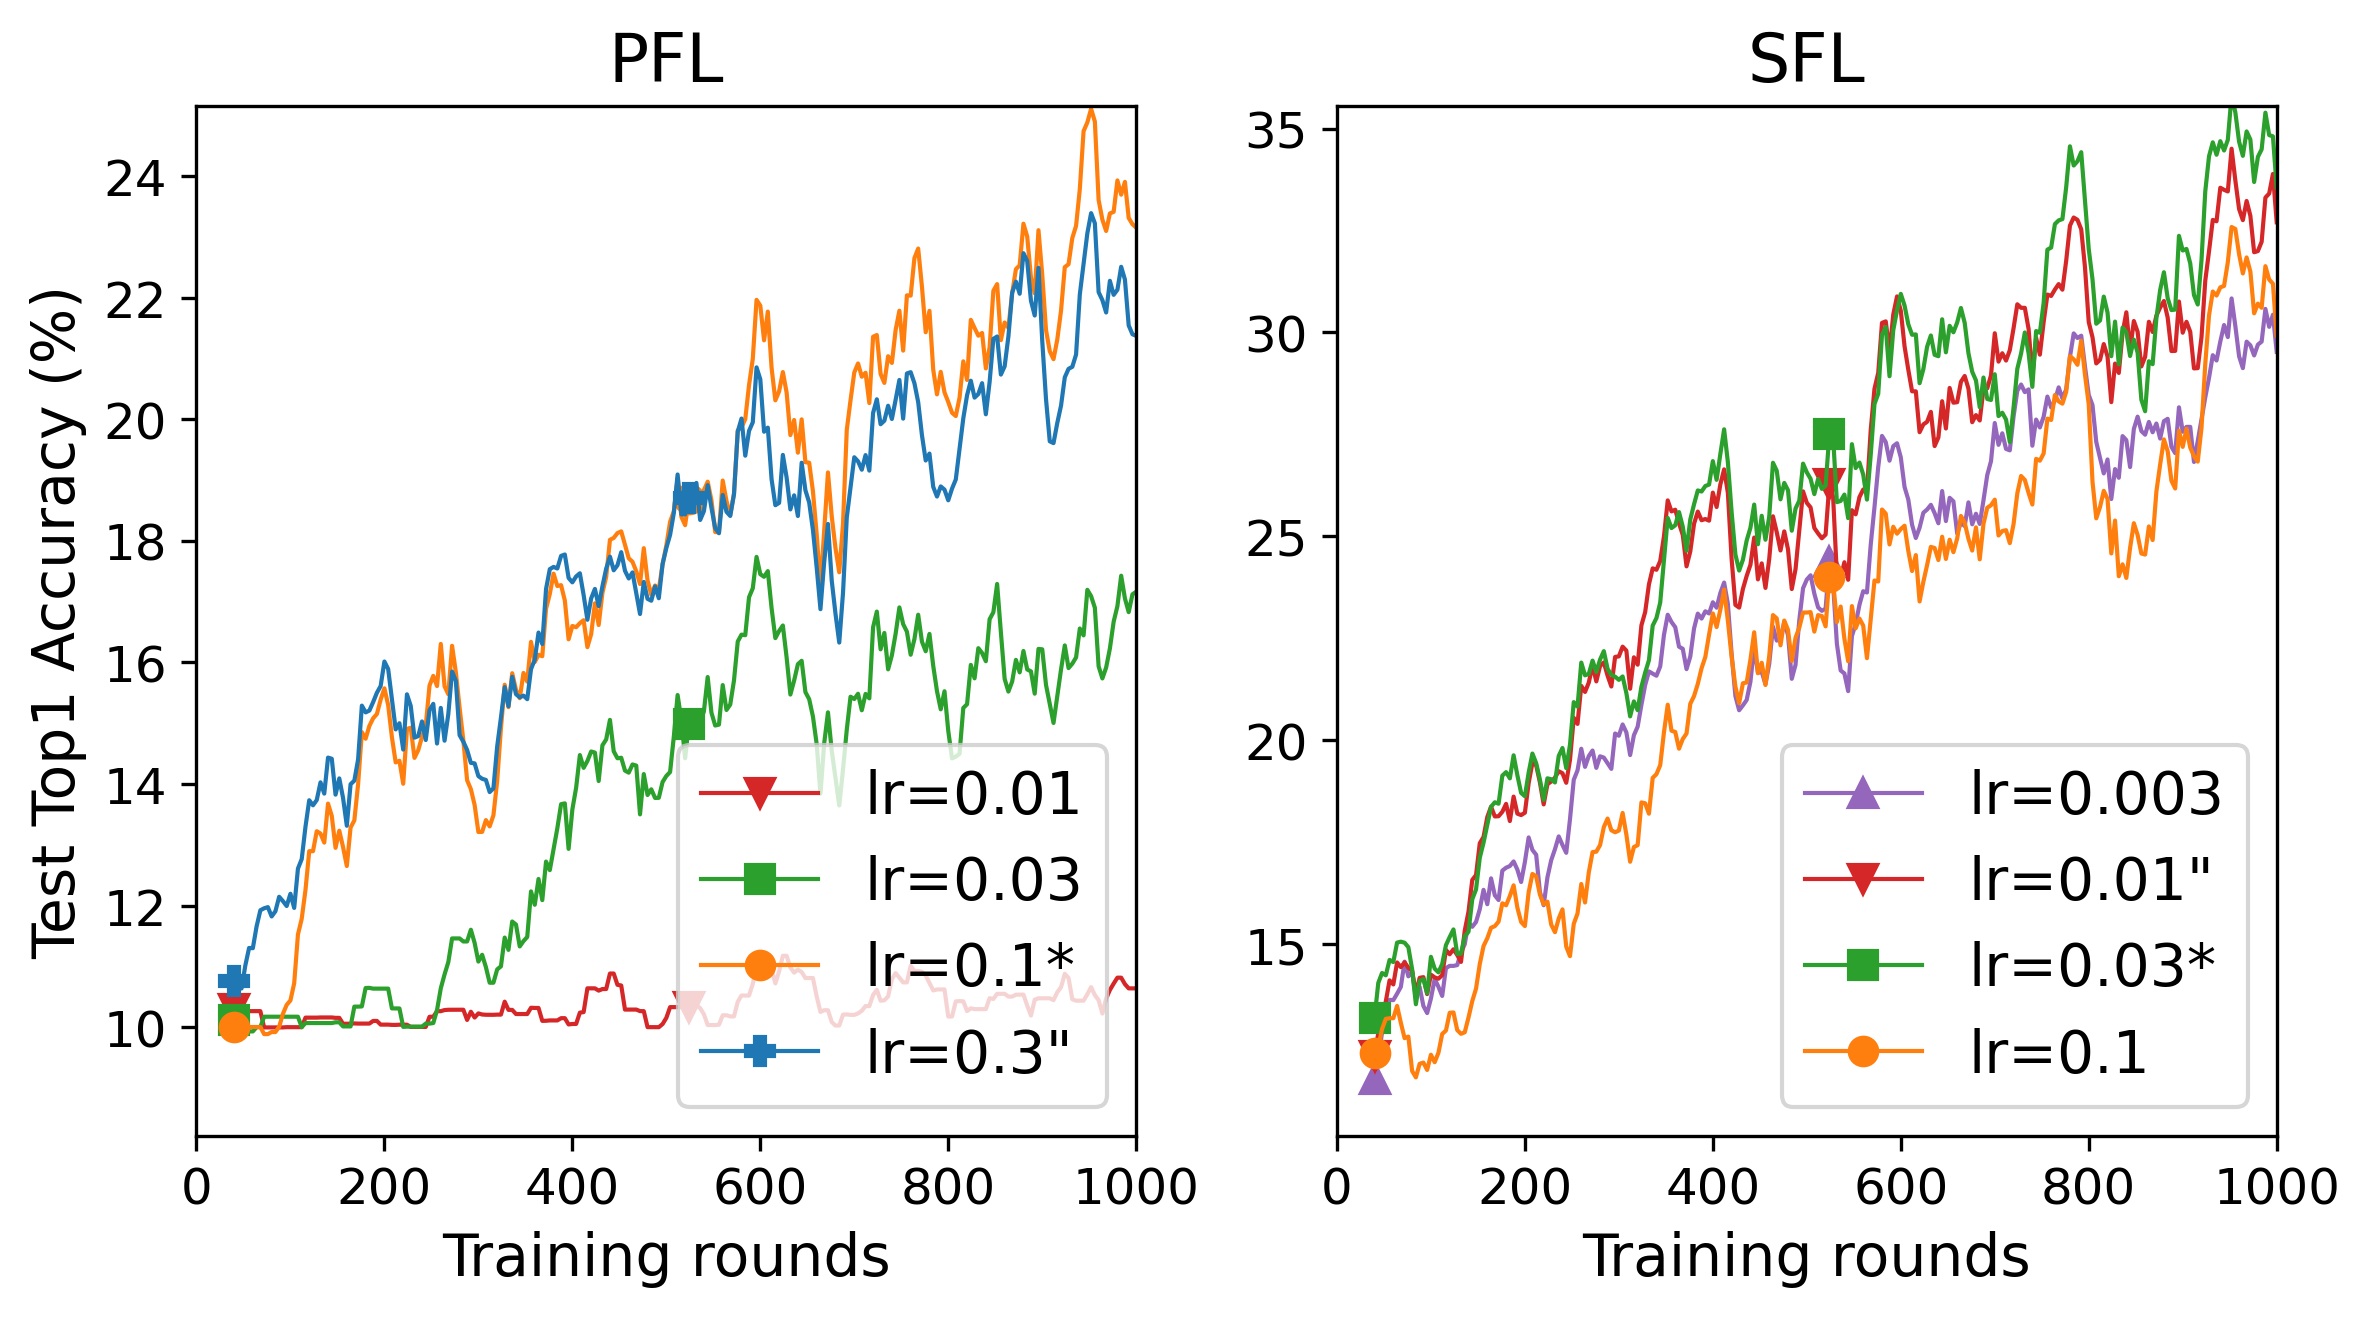 PFL
SFL
Test Top1 Accuracy (%)
24
22
20
18
16
14
12
10
lr=0.01
lr=0.03
lr=0.1*
lr=0.3"
0 200 400 600 800 1000
Training rounds
35
30
25
20
15
lr=0.003
lr=0.01"
lr=0.03*
lr=0.1
0 200 400 600 800 1000
Training rounds